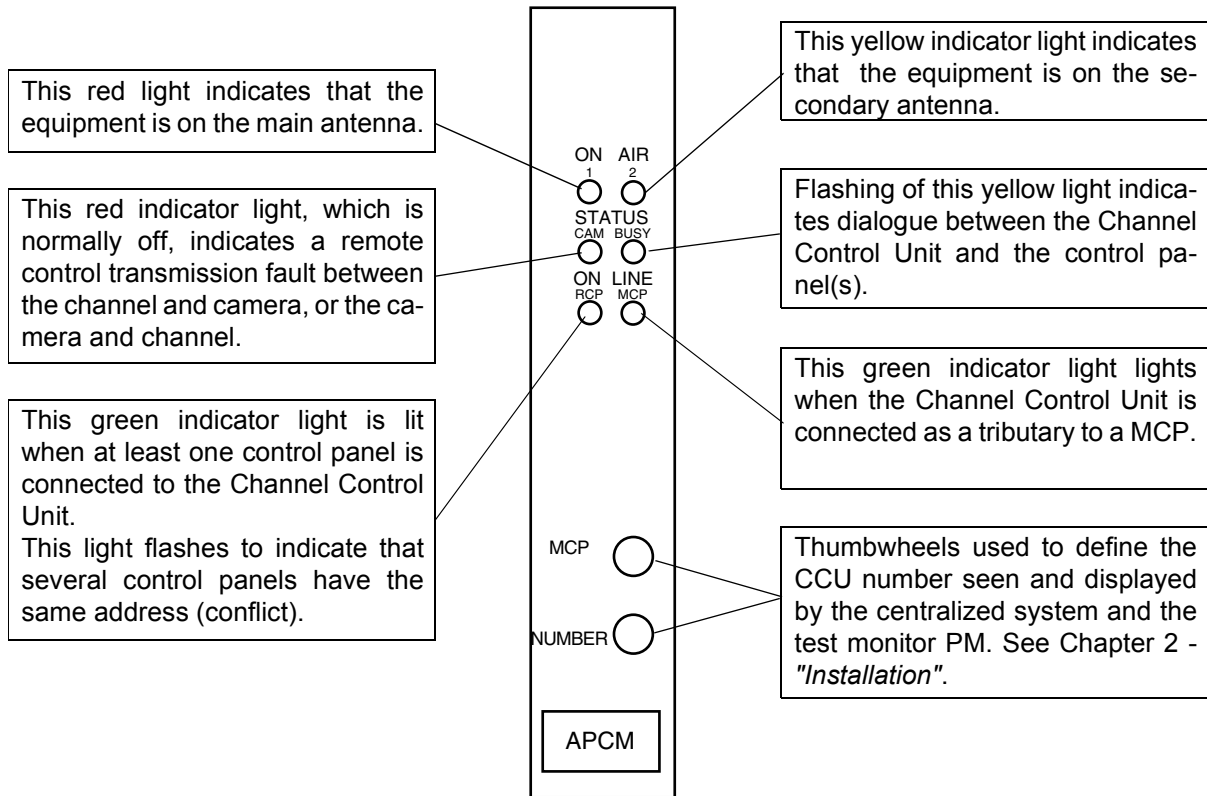 This red light indicates that the
equipment is on the main antenna.
This red indicator light, which is
normally off, indicates a remote
control transmission fault between
the channel and camera, or the ca-
mera and channel.
This green indicator light is lit
when at least one control panel is
connected to the Channel Control
Unit.
This light flashes to indicate that
several control panels have the
same address (conflict).
ON AIR
1 2
STATUS
CAM BUSY
ON LINE
RCP MCP
MCP
NUMBER
APCM
This yellow indicator light indicates
that the equipment is on the se-
condary antenna.
Flashing of this yellow light indica-
tes dialogue between the Channel
Control Unit and the control pa-
nel(s).
This green indicator light lights
when the Channel Control Unit is
connected as a tributary to a MCP.
Thumbwheels used to define the
CCU number seen and displayed
by the centralized system and the
test monitor PM. See Chapter 2 -
"Installation".